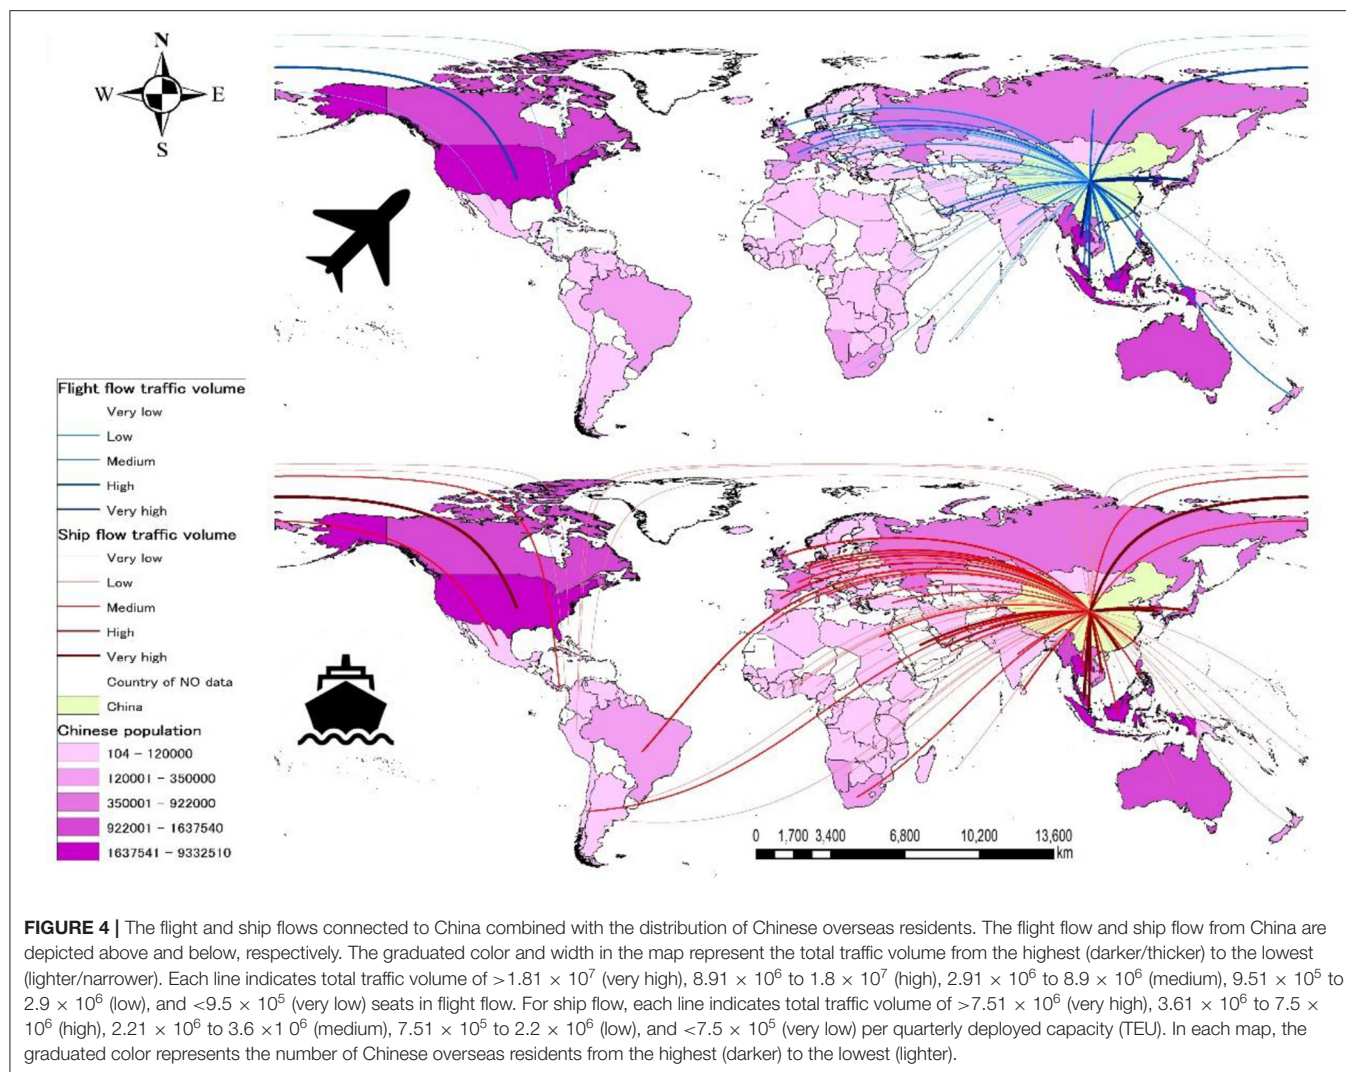 N
W E
S
Flight flow traffic volume
Very low
Low
Medium
High
Very high
Ship flow traffic volume
Very low
Low
Medium
High
Very high
Country of NO data
China
Chinese population
104 – 120000
120001 – 350000
350001 – 922000
922001 – 1637540
1637541 – 9332510
0 1,700 3,400 6,800 10,200 13,600
km
FIGURE 4 | The flight and ship flows connected to China combined with the distribution of Chinese overseas residents. The flight flow and ship flow from China are
depicted above and below, respectively. The graduated color and width in the map represent the total traffic volume from the highest (darker/thicker) to the lowest
(lighter/narrower). Each line indicates total traffic volume of >1.81 × 10⁷ (very high), 8.91 × 10⁶ to 1.8 × 10⁷ (high), 2.91 × 10⁶ to 8.9 × 10⁶ (medium), 9.51 × 10⁵ to
2.9 × 10⁶ (low), and <9.5 × 10⁵ (very low) seats in flight flow. For ship flow, each line indicates total traffic volume of >7.51 × 10⁶ (very high), 3.61 × 10⁶ to 7.5 ×
10⁶ (high), 2.21 × 10⁶ to 3.6 ×1 0⁶ (medium), 7.51 × 10⁵ to 2.2 × 10⁶ (low), and <7.5 × 10⁵ (very low) per quarterly deployed capacity (TEU). In each map, the
graduated color represents the number of Chinese overseas residents from the highest (darker) to the lowest (lighter).